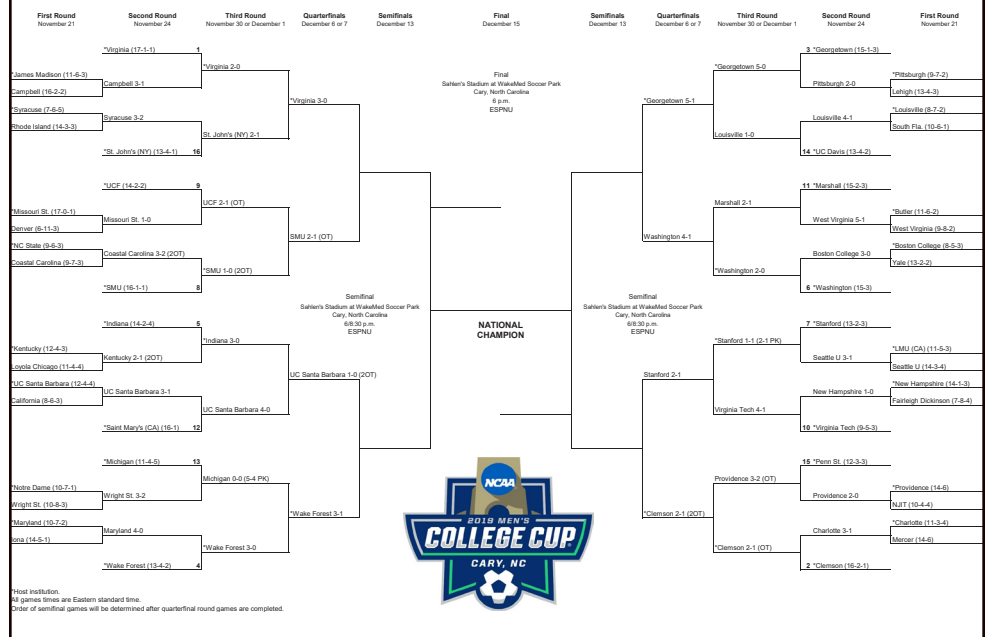 First Round
November 21
Second Round
November 24
Third Round
November 30 or December 1
Quarterfinals
December 6 or 7
Semifinals
December 13
Final
December 15
Semifinals
December 13
Quarterfinals
December 6 or 7
Third Round
November 30 or December 1
Second Round
November 24
First Round
November 21
*James Madison (11-6-3)
Campbell (16-2-2)
*Syracuse (7-6-5)
Rhode Island (14-3-3)
*Missouri St. (17-0-1)
Denver (6-11-3)
*NC State (9-6-3)
Coastal Carolina (9-7-3)
*Kentucky (12-4-3)
Loyola Chicago (11-4-4)
*UC Santa Barbara (12-4-4)
California (8-6-3)
*Notre Dame (10-7-1)
Wright St. (10-8-3)
*Maryland (10-7-2)
Iona (14-5-1)
*Virginia (17-1-1) 1
Campbell 3-1
Syracuse 3-2
*St. John's (NY) (13-4-1) 16
*UCF (14-2-2) 9
Missouri St. 1-0
Coastal Carolina 3-2 (2OT)
*SMU (16-1-1) 8
*Indiana (14-2-4) 5
Kentucky 2-1 (2OT)
UC Santa Barbara 3-1
*Saint Mary's (CA) (16-1) 12
*Michigan (11-4-5) 13
Wright St. 3-2
Maryland 4-0
*Wake Forest (13-4-2) 4
*Virginia 2-0
St. John's (NY) 2-1
UCF 2-1 (OT)
*SMU 1-0 (2OT)
*Indiana 3-0
UC Santa Barbara 4-0
Michigan 0-0 (5-4 PK)
*Wake Forest 3-0
*Virginia 3-0
SMU 2-1 (OT)
UC Santa Barbara 1-0 (2OT)
*Wake Forest 3-1
Semifinal
Sahlen's Stadium at WakeMed Soccer Park
Cary, North Carolina
6/8:30 p.m.
ESPNU
Final
Sahlen's Stadium at WakeMed Soccer Park
Cary, North Carolina
6 p.m.
ESPNU
NATIONAL
CHAMPION
NCAA
2019 MEN'S
COLLEGE CUP
CARY, NC
Semifinal
Sahlen's Stadium at WakeMed Soccer Park
Cary, North Carolina
6/8:30 p.m.
ESPNU
*Georgetown 5-1
Washington 4-1
Stanford 2-1
*Clemson 2-1 (2OT)
*Georgetown 5-0
Louisville 1-0
Marshall 2-1
*Washington 2-0
*Stanford 1-1 (2-1 PK)
Virginia Tech 4-1
Providence 3-2 (OT)
*Clemson 2-1 (OT)
3 *Georgetown (15-1-3)
Pittsburgh 2-0
Louisville 4-1
14 *UC Davis (13-4-2)
11 *Marshall (15-2-3)
West Virginia 5-1
Boston College 3-0
6 *Washington (15-3)
7 *Stanford (13-2-3)
Seattle U 3-1
New Hampshire 1-0
10 *Virginia Tech (9-5-3)
15 *Penn St. (12-3-3)
Providence 2-0
Charlotte 3-1
2 *Clemson (16-2-1)
*Pittsburgh (9-7-2)
Lehigh (13-4-3)
*Louisville (8-7-2)
South Fla. (10-6-1)
*Butler (11-6-2)
West Virginia (9-8-2)
*Boston College (8-5-3)
Yale (13-2-2)
*LMU (CA) (11-5-3)
Seattle U (14-3-4)
*New Hampshire (14-1-3)
Fairleigh Dickinson (7-8-4)
*Providence (14-6)
NJIT (10-4-4)
*Charlotte (11-3-4)
Mercer (14-6)
*Host institution.
All games times are Eastern standard time.
Order of semifinal games will be determined after quarterfinal round games are completed.